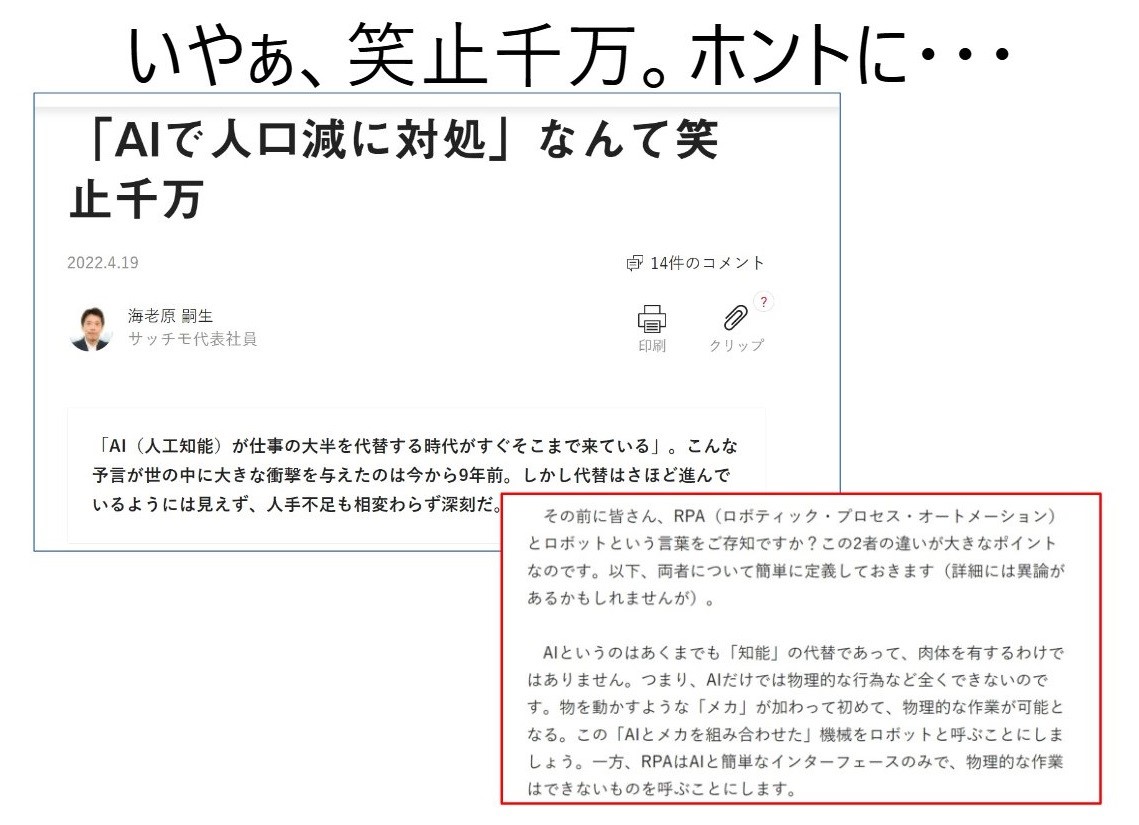 いやぁ、笑止千万。ホントに・・・
「AIで人口減に対処」なんて笑
止千万
2022.4.19
14件のコメント
海老原 嗣生
サッチモ代表社員
?
印刷
クリップ
「AI（人工知能）が仕事の大半を代替する時代がすぐそこまで来ている」。こんな
予言が世の中に大きな衝撃を与えたのは今から9年前。しかし代替はさほど進んで
いるようには見えず、人手不足も相変わらず深刻だ。
その前に皆さん、RPA（ロボティック・プロセス・オートメーション）
とロボットという言葉をご存知ですか？この2者の違いが大きなポイント
なのです。以下、両者について簡単に定義しておきます（詳細には異論が
あるかもしれませんが）。
AIというのはあくまでも「知能」の代替であって、肉体を有するわけで
はありません。つまり、AIだけでは物理的な行為など全くできないので
す。物を動かすような「メカ」が加わって初めて、物理的な作業が可能と
なる。この「AIとメカを組み合わせた」機械をロボットと呼ぶことにしま
しょう。一方、RPAはAIと簡単なインターフェースのみで、物理的な作業
はできないものを呼ぶことにします。